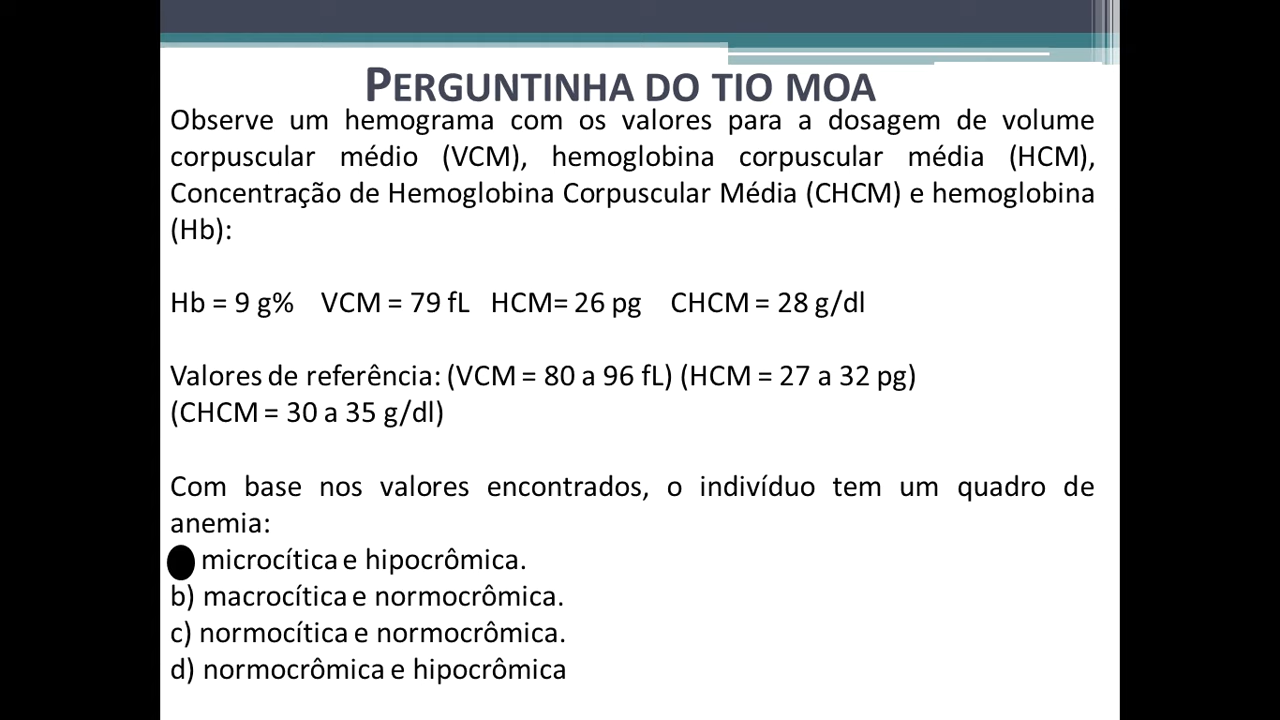 PERGUNTINHA DO TIO MOA
Observe um hemograma com os valores para a dosagem de volume
corpuscular médio (VCM), hemoglobina corpuscular média (HCM),
Concentração de Hemoglobina Corpuscular Média (CHCM) e hemoglobina
(Hb):
Hb = 9 g% VCM = 79 fL HCM= 26 pg CHCM = 28 g/dl
Valores de referência: (VCM = 80 a 96 fL) (HCM = 27 a 32 pg)
(CHCM = 30 a 35 g/dl)
Com base nos valores encontrados, o indivíduo tem um quadro de
anemia:
microcítica e hipocrômica.
b) macrocítica e normocrômica.
c) normocítica e normocrômica.
d) normocrômica e hipocrômica